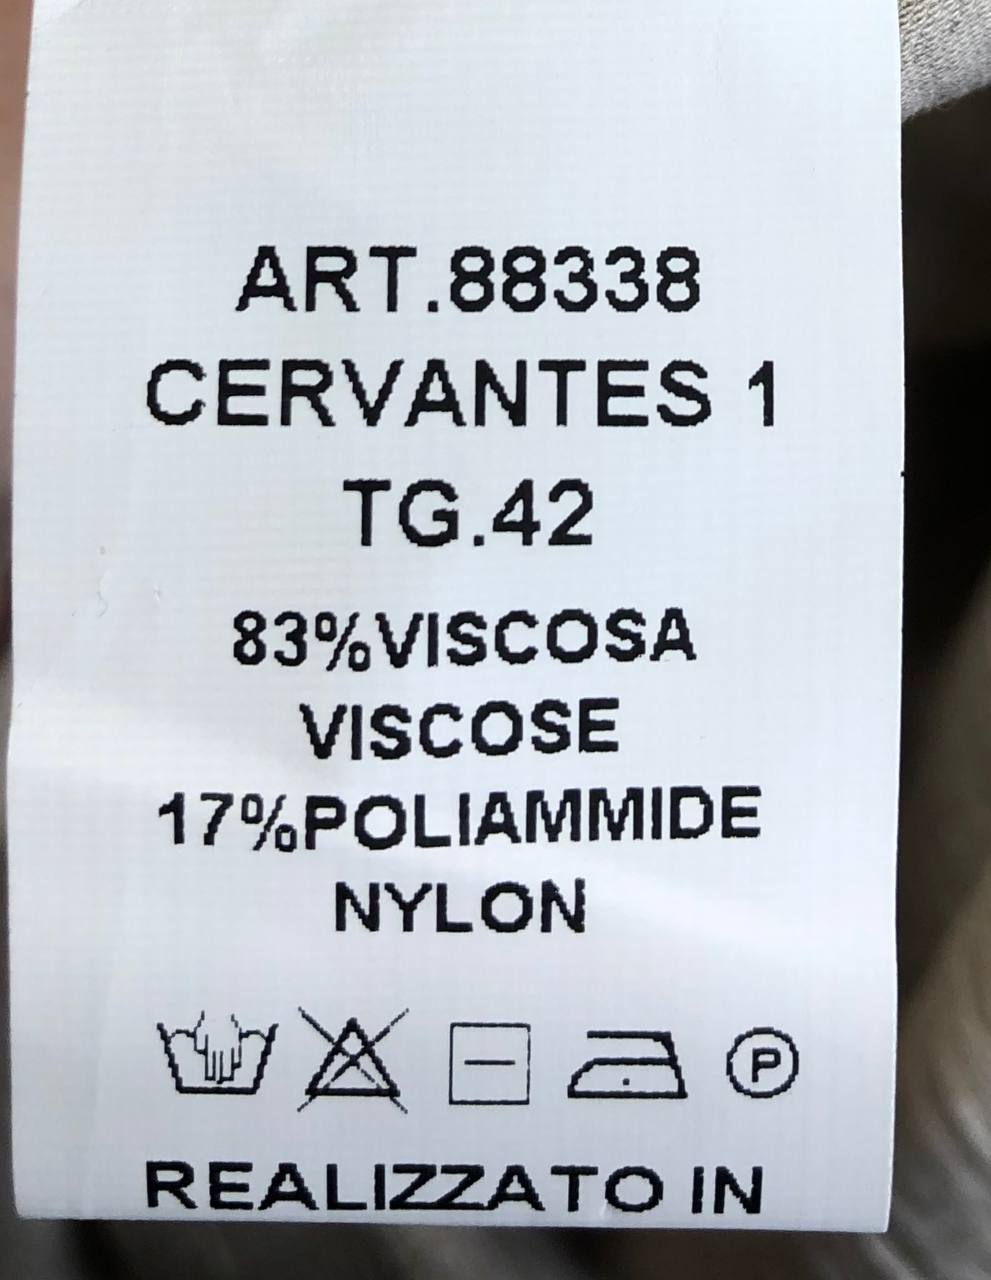 ART.88338
CERVANTES 1
TG.42
83%VISCOSA
VISCOSE
17%POLIAMMIDE
NYLON
P
REALIZZATO IN